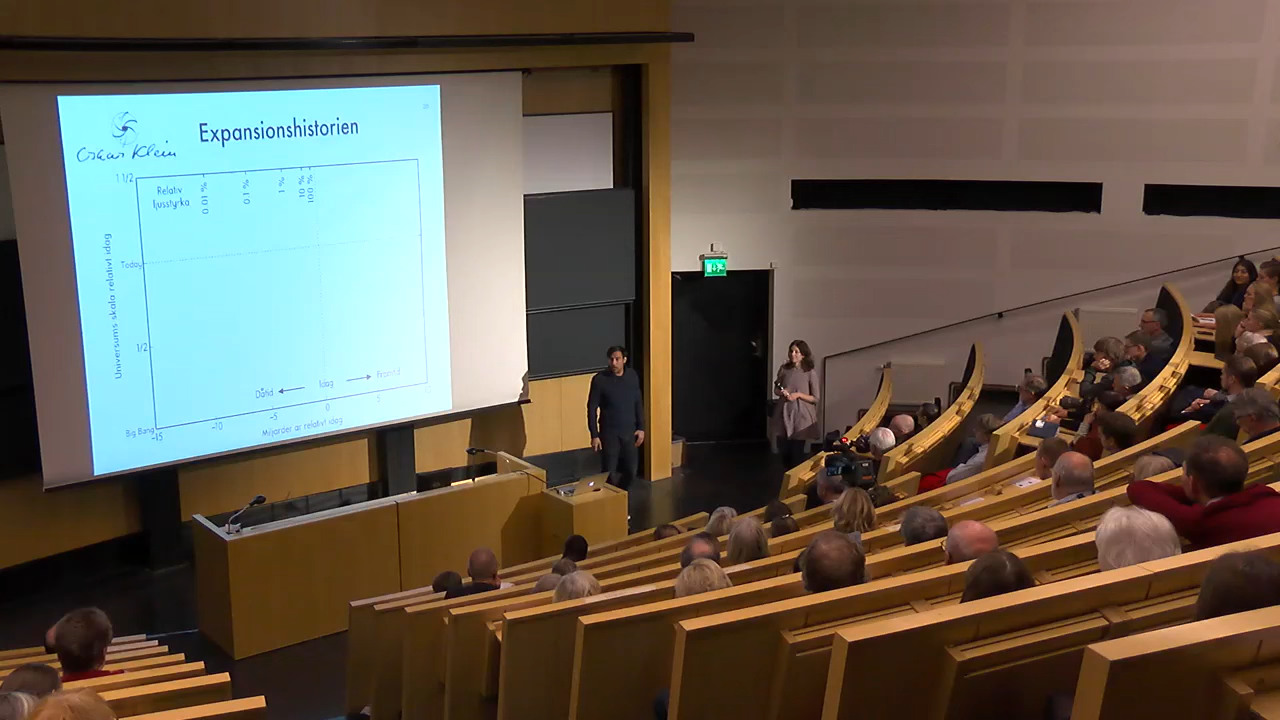 Expansionshistorien
Oskar Klein
1 1/2
Relativ
ljusstyrka
0.01 %
0.1 %
1 %
10 %
100 %
Universums skala relativt idag
Today
1/2
Dåtid
Idag
Framtid
Big Bang
-15
-10
-5
0
5
Miljarder år relativt idag